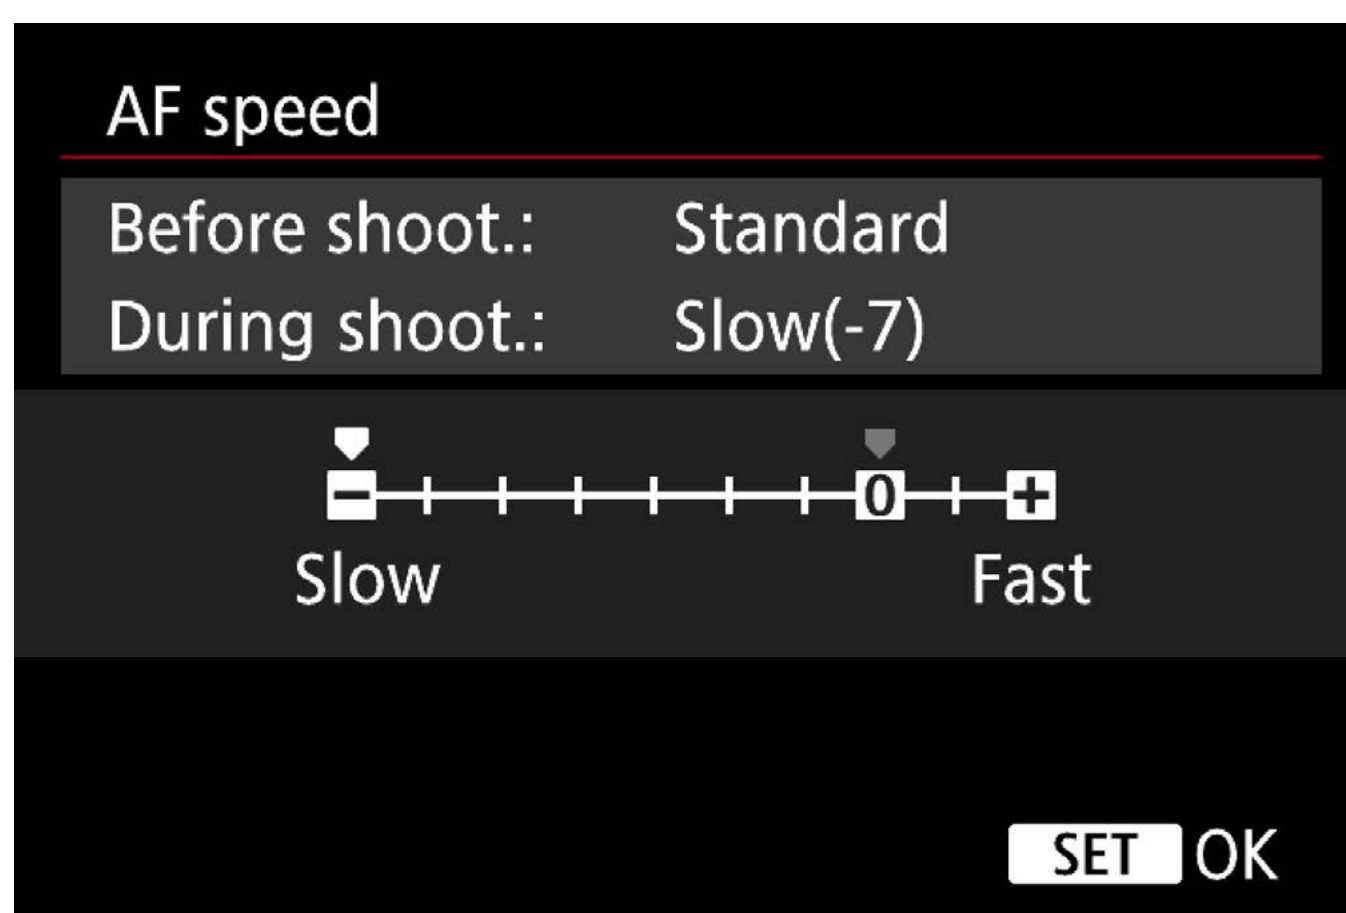 AF speed
Before shoot.: Standard
During shoot.: Slow(-7)
- 0 +
Slow Fast
SET OK